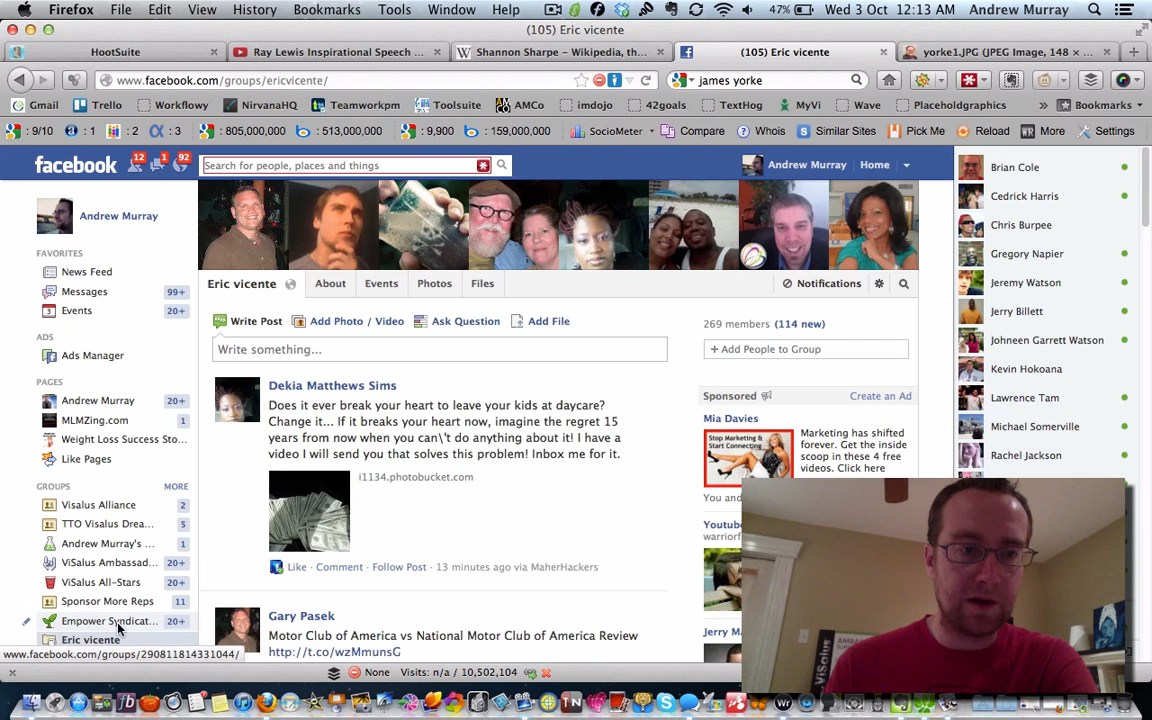 Firefox File Edit View History Bookmarks Tools Window Help 47% Wed 3 Oct 12:13 AM Andrew Murray
(105) Eric vicente
HootSuite Ray Lewis Inspirational Speech ... Shannon Sharpe – Wikipedia, th... (105) Eric vicente yorke1.JPG (JPEG Image, 148 × ...
www.facebook.com/groups/ericvicente/ james yorke
Gmail Trello Workflowy NirvanaHQ Teamworkpm Toolsuite AMCo imdojo 42goals TextHog MyVi Wave Placeholdgraphics » Bookmarks
: 9/10 : 1 : 2 : 3 : 805,000,000 : 513,000,000 : 9,900 : 159,000,000 SocioMeter Compare Whois Similar Sites Pick Me Reload More Settings
facebook 12 1 92 Search for people, places and things Andrew Murray Home
Andrew Murray
FAVORITES
News Feed
Messages 99+
Events 20+
ADS
Ads Manager
PAGES
Andrew Murray 20+
MLMZing.com 1
Weight Loss Success Sto...
Like Pages
GROUPS MORE
Visalus Alliance 2
TTO Visalus Drea... 5
Andrew Murray's ... 1
ViSalus Ambassad... 20+
ViSalus All-Stars 20+
Sponsor More Reps 11
Empower Syndicat... 20+
Eric vicente
www.facebook.com/groups/290811814331044/
Eric vicente About Events Photos Files Notifications
Write Post Add Photo / Video Ask Question Add File
Write something...
Dekia Matthews Sims
Does it ever break your heart to leave your kids at daycare?
Change it... If it breaks your heart now, imagine the regret 15
years from now when you can\'t do anything about it! I have a
video I will send you that solves this problem! Inbox me for it.
i1134.photobucket.com
Like · Comment · Follow Post · 13 minutes ago via MaherHackers
Gary Pasek
Motor Club of America vs National Motor Club of America Review
http://t.co/wzMmunsG
269 members (114 new)
+ Add People to Group
Sponsored Create an Ad
Mia Davies
Stop Marketing &
Start Connecting
Marketing has shifted
forever. Get the inside
scoop in these 4 free
videos. Click here
You and
Youtube
warriorf
Jerry Ma
Brian Cole
Cedrick Harris
Chris Burpee
Gregory Napier
Jeremy Watson
Jerry Billett
Johneen Garrett Watson
Kevin Hokoana
Lawrence Tam
Michael Somerville
Rachel Jackson
ViSalus
None Visits: n/a / 10,502,104